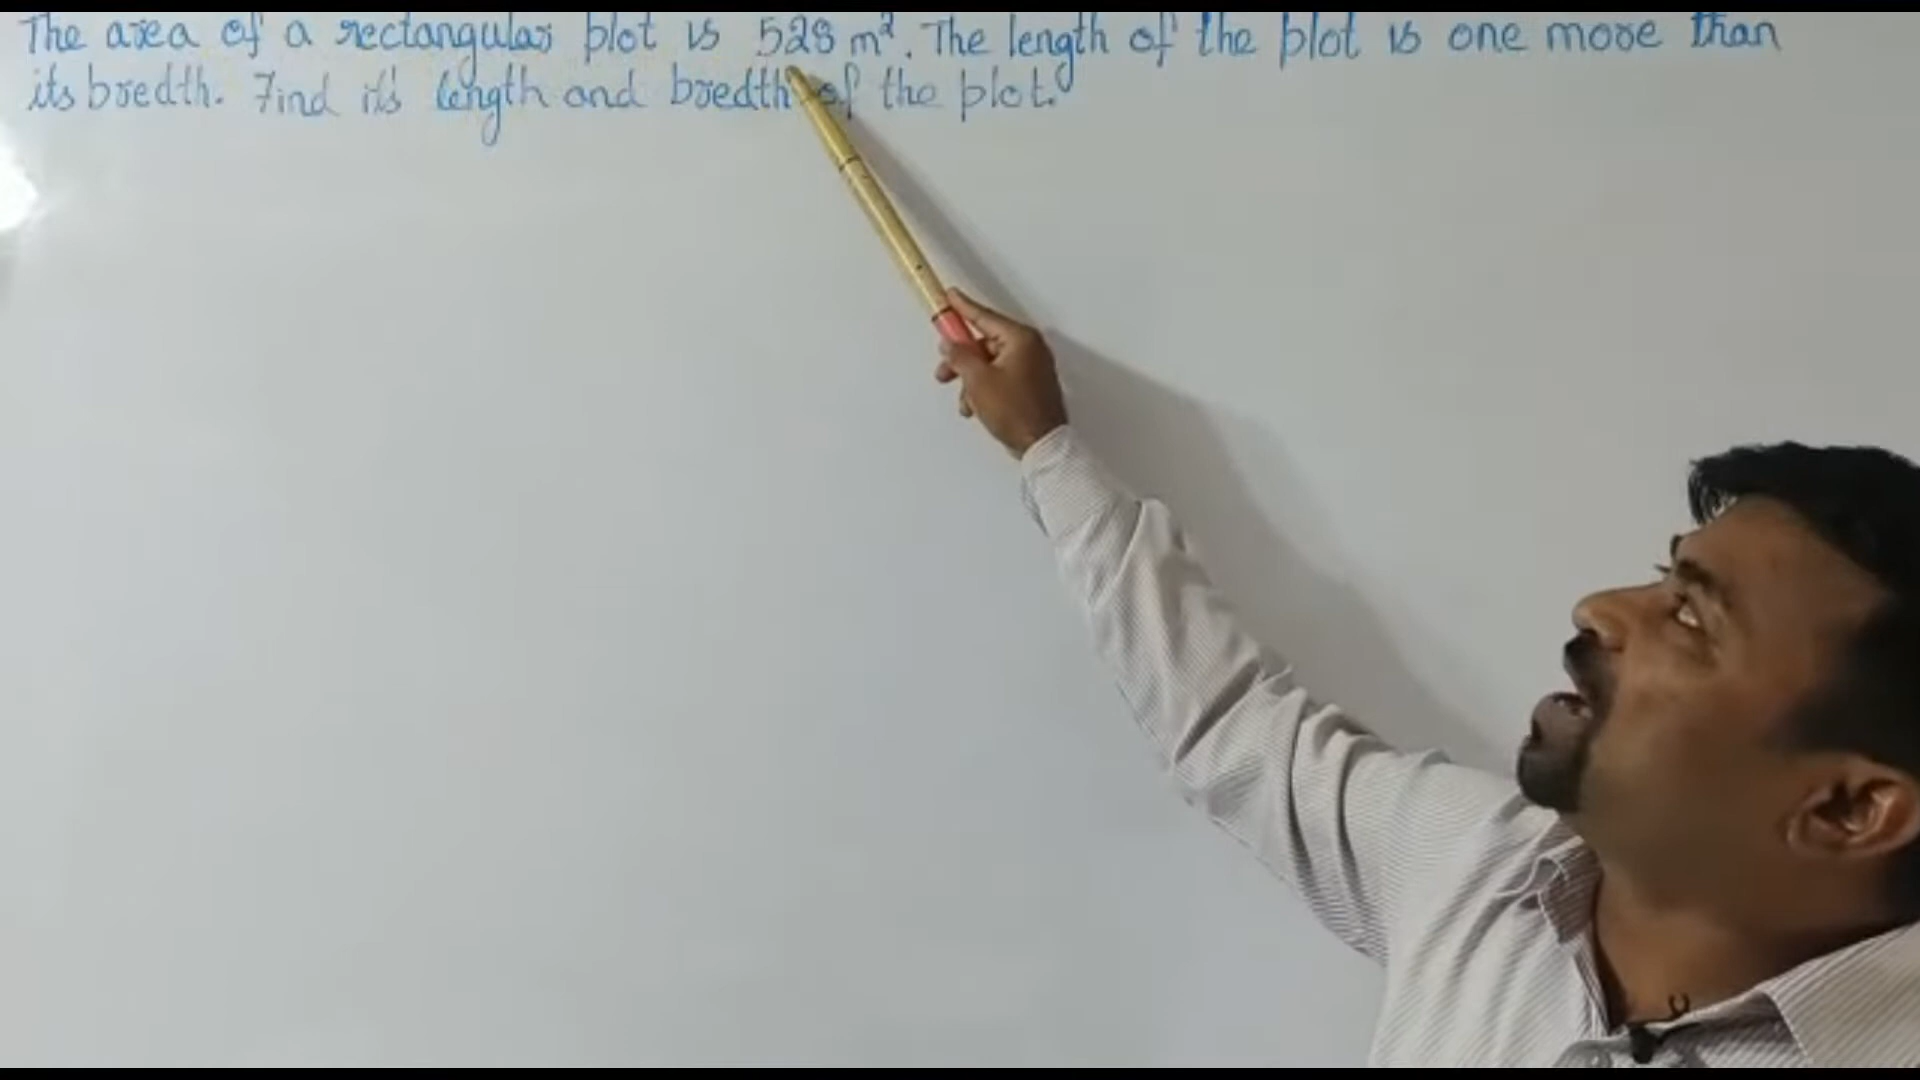 The area of a rectangular plot is 528 m². The length of the plot is one more than
its bredth. Find it's length and bredth of the plot.